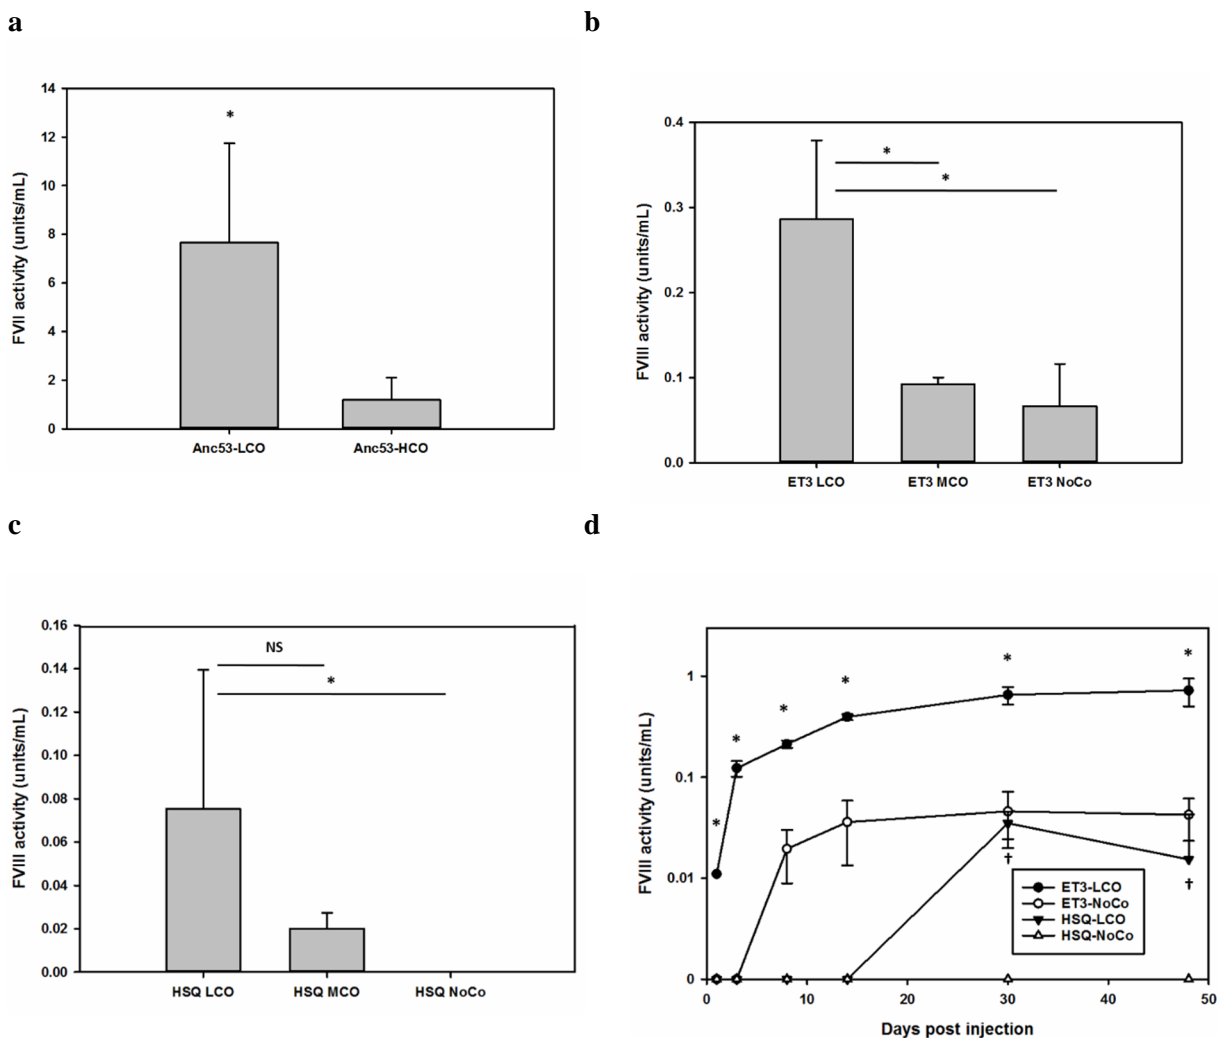 a
14
12
10
8
6
4
2
0
FVII activity (units/mL)
*
Anc53-LCO Anc53-HCO
b
0.4
0.3
0.2
0.1
0.0
FVIII activity (units/mL)
*
*
ET3 LCO ET3 MCO ET3 NoCo
c
0.16
0.14
0.12
0.10
0.08
0.06
0.04
0.02
0.00
FVIII activity (units/mL)
NS
*
HSQ LCO HSQ MCO HSQ NoCo
d
1
0.1
0.01
0
FVIII activity (units/mL)
* * * * * *
† †
ET3-LCO
ET3-NoCo
HSQ-LCO
HSQ-NoCo
0 10 20 30 40 50
Days post injection